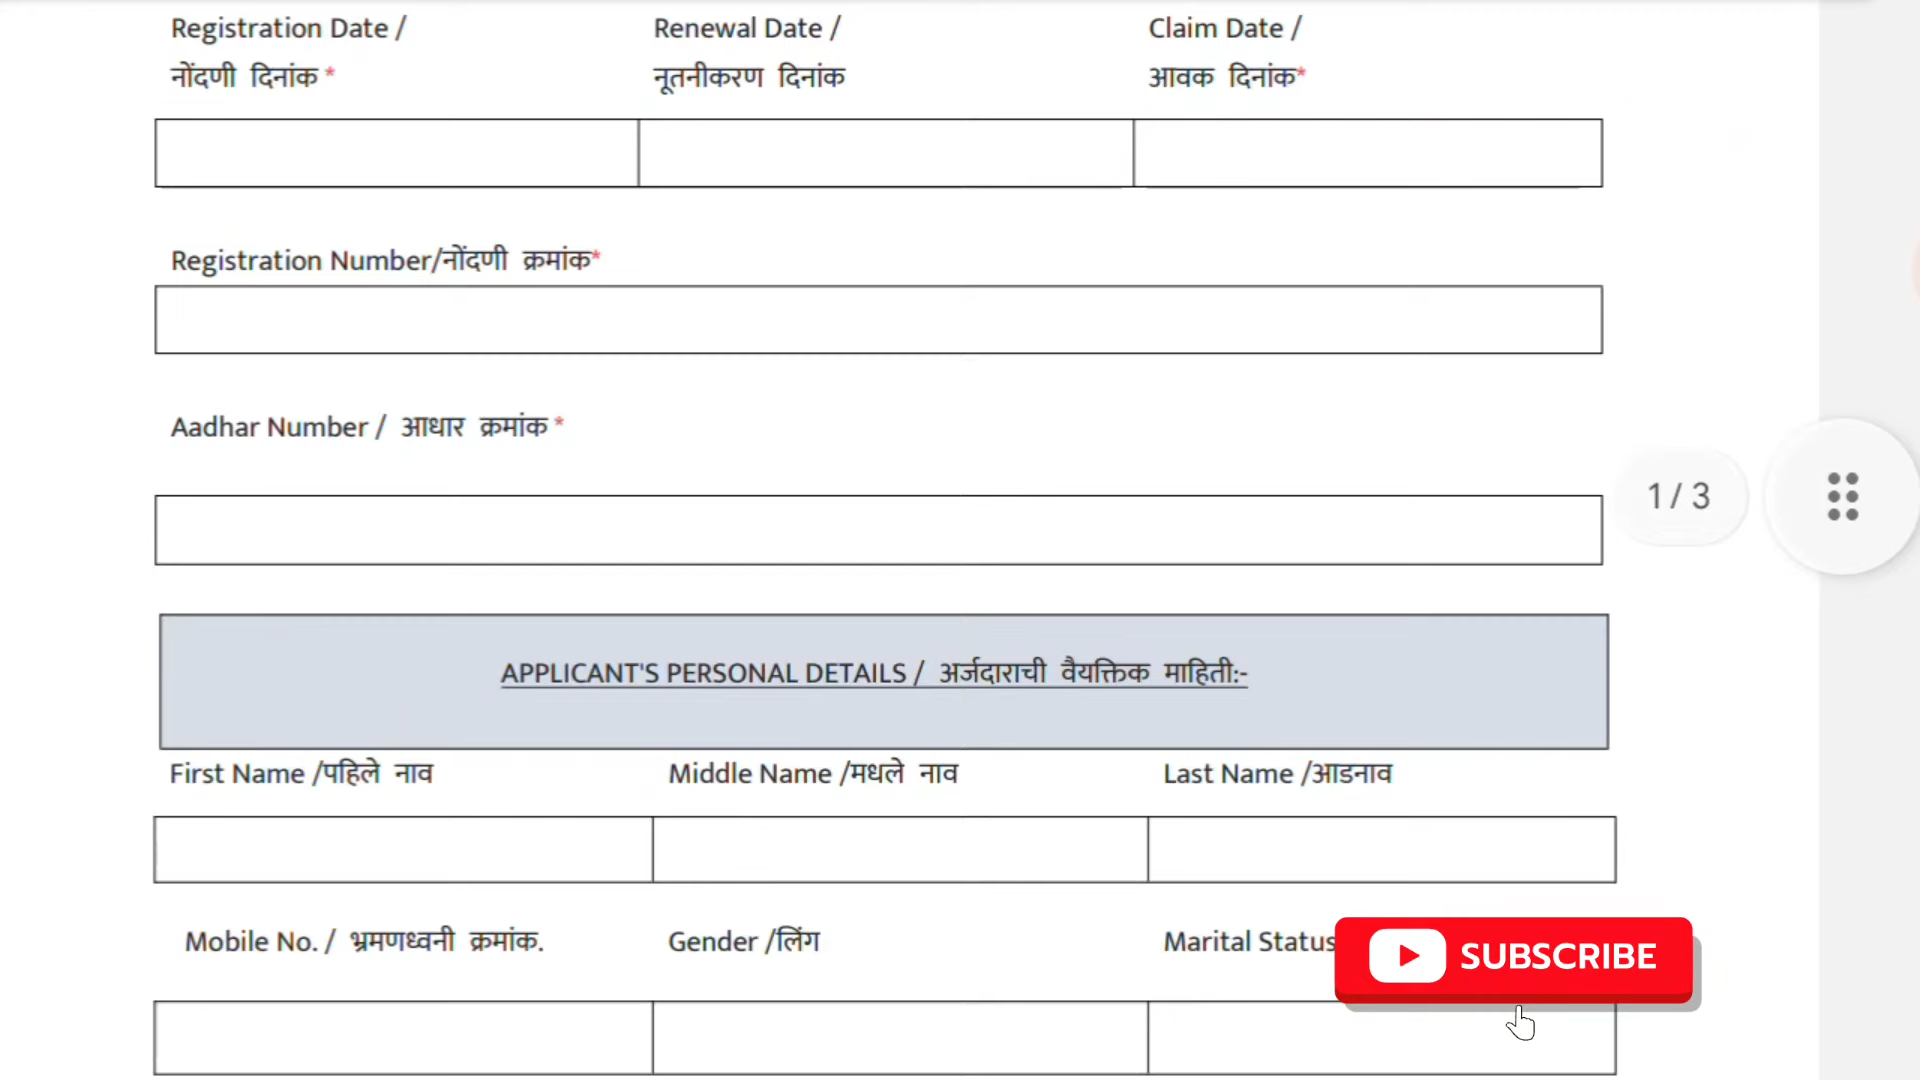 Registration Date / Renewal Date / Claim Date /
नोंदणी दिनांक * नूतनीकरण दिनांक आवक दिनांक*
Registration Number/नोंदणी क्रमांक*
Aadhar Number / आधार क्रमांक *
1 / 3
APPLICANT'S PERSONAL DETAILS / अर्जदाराची वैयक्तिक माहिती:-
First Name /पहिले नाव Middle Name /मधले नाव Last Name /आडनाव
Mobile No. / भ्रमणध्वनी क्रमांक. Gender /लिंग Marital Status
SUBSCRIBE